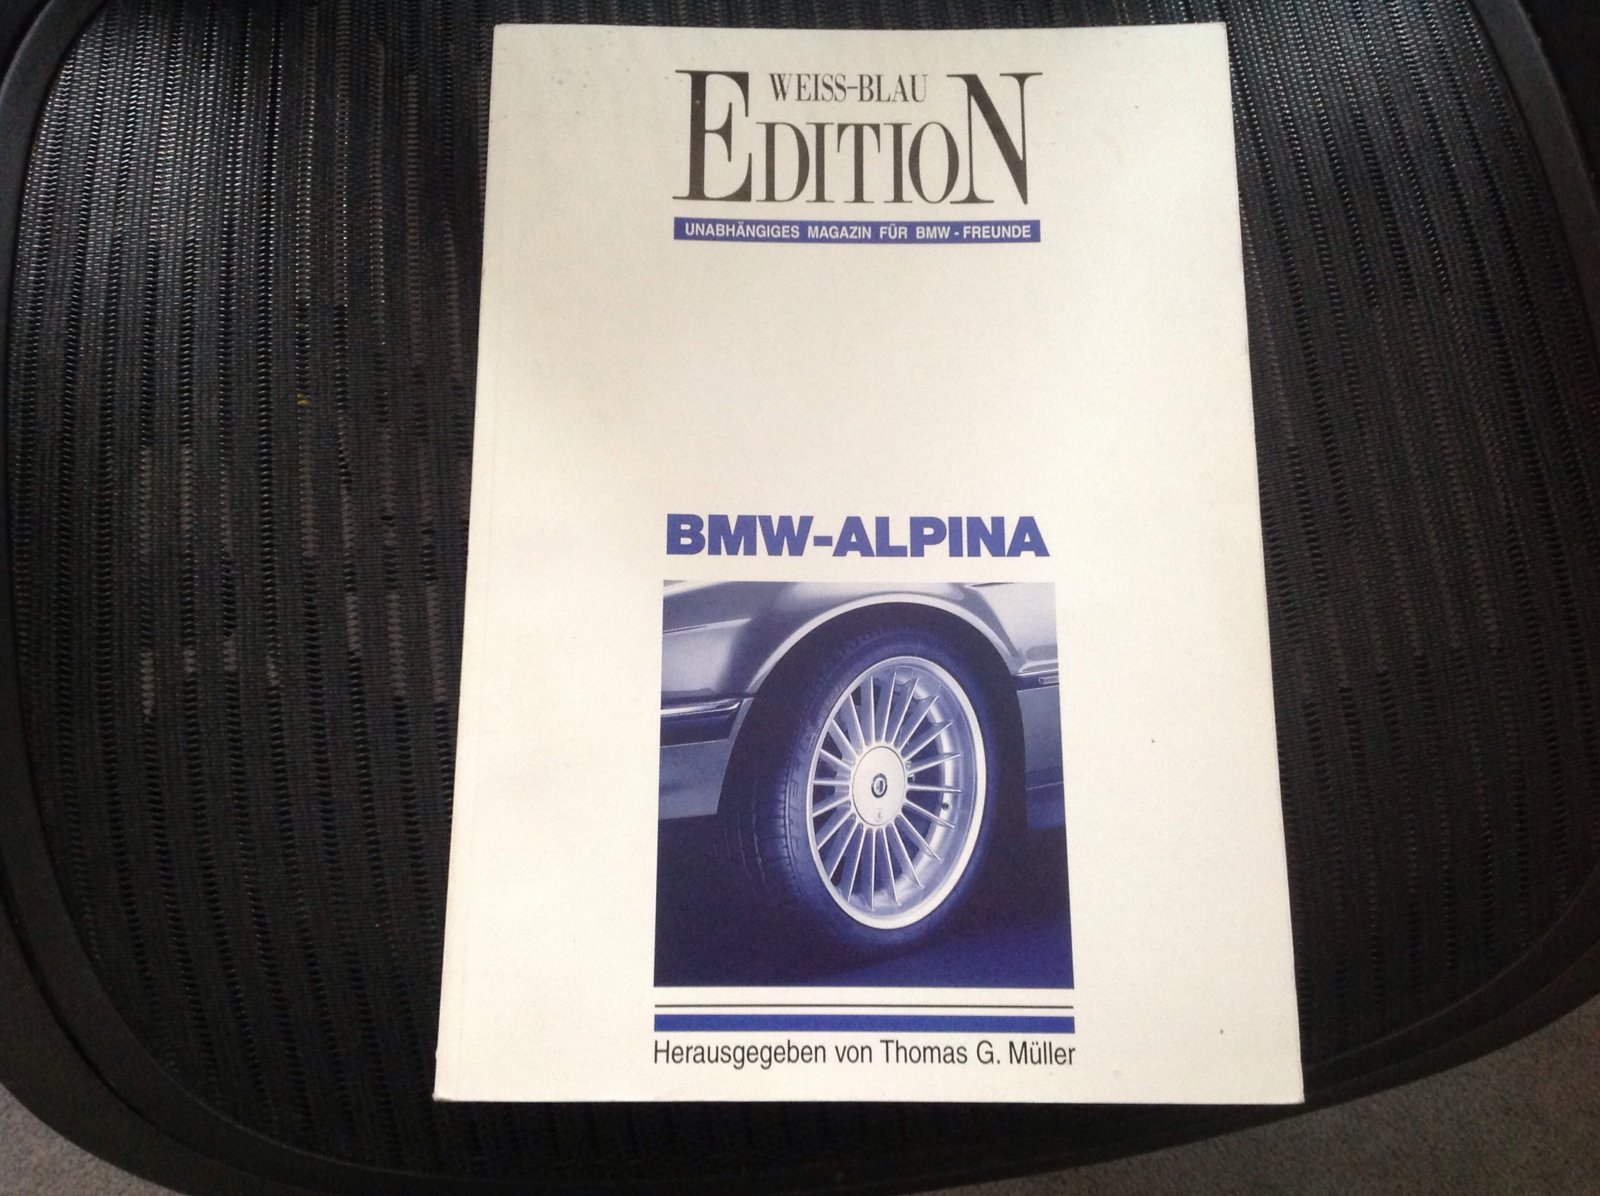 WEISS-BLAU
EDITION
UNABHÄNGIGES MAGAZIN FÜR BMW - FREUNDE
BMW-ALPINA
Herausgegeben von Thomas G. Müller